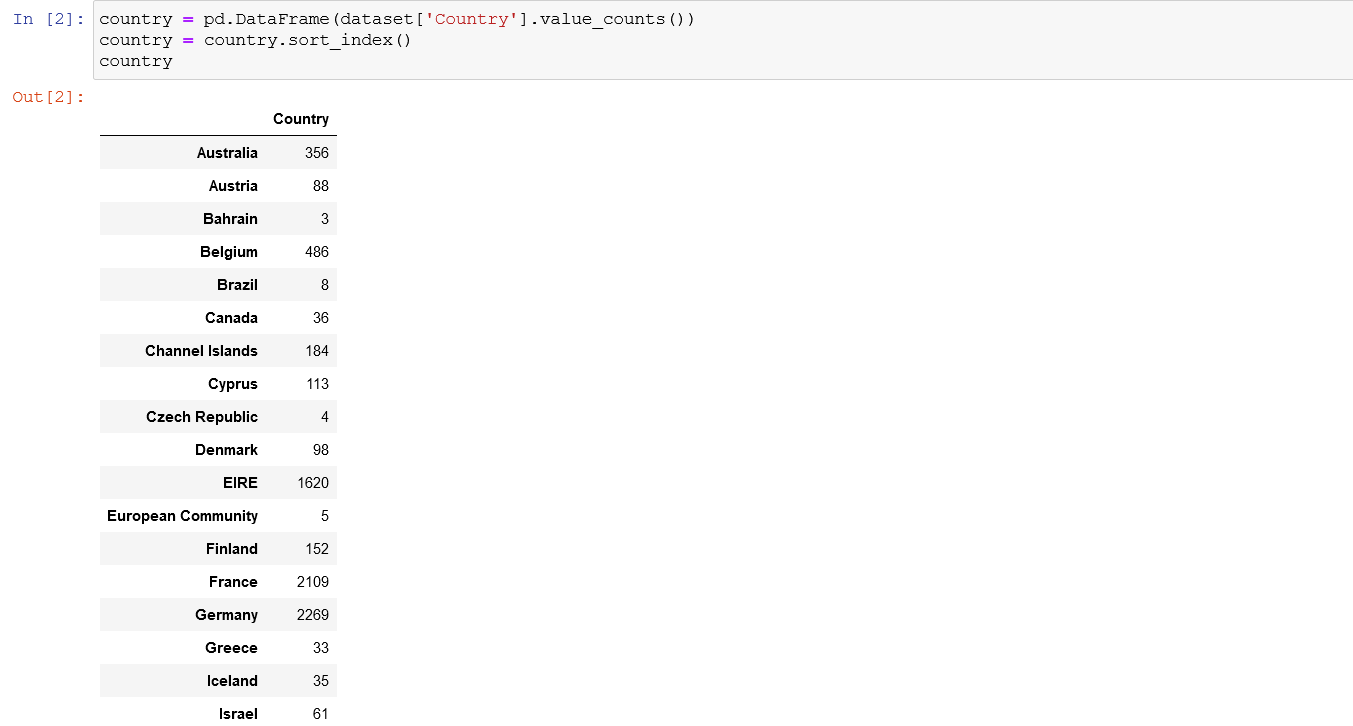 In [2]: country = pd.DataFrame(dataset['Country'].value_counts())
country = country.sort_index()
country
Out[2]:
Country
Australia 356
Austria 88
Bahrain 3
Belgium 486
Brazil 8
Canada 36
Channel Islands 184
Cyprus 113
Czech Republic 4
Denmark 98
EIRE 1620
European Community 5
Finland 152
France 2109
Germany 2269
Greece 33
Iceland 35
Israel 61